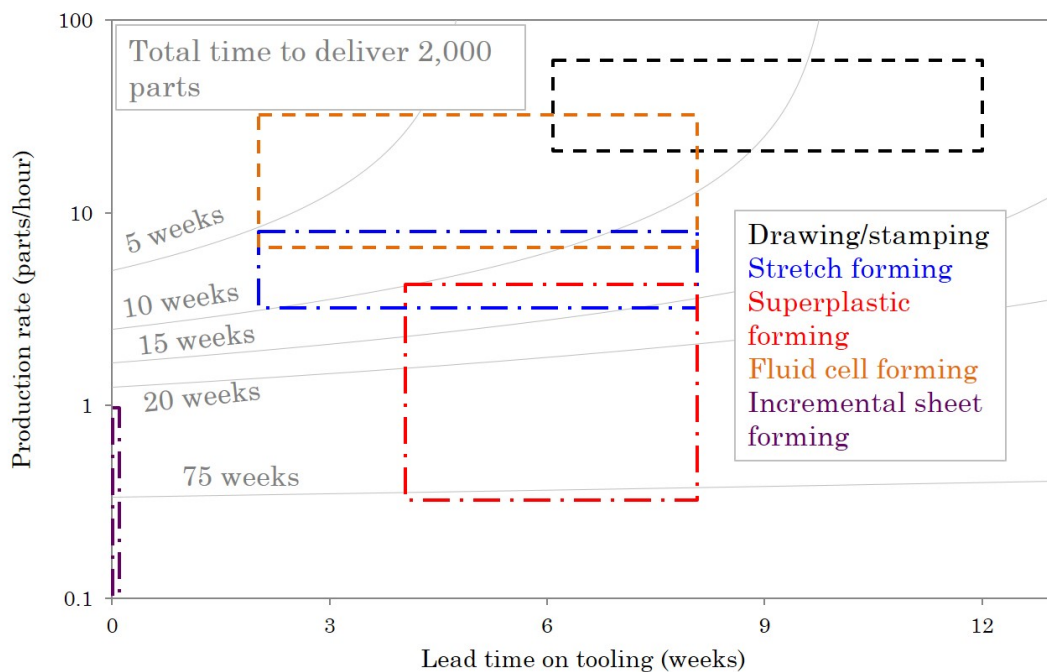 Total time to deliver 2,000
parts
100
10
1
0.1
Production rate (parts/hour)
5 weeks
10 weeks
15 weeks
20 weeks
75 weeks
Drawing/stamping
Stretch forming
Superplastic
forming
Fluid cell forming
Incremental sheet
forming
0
3
6
9
12
Lead time on tooling (weeks)